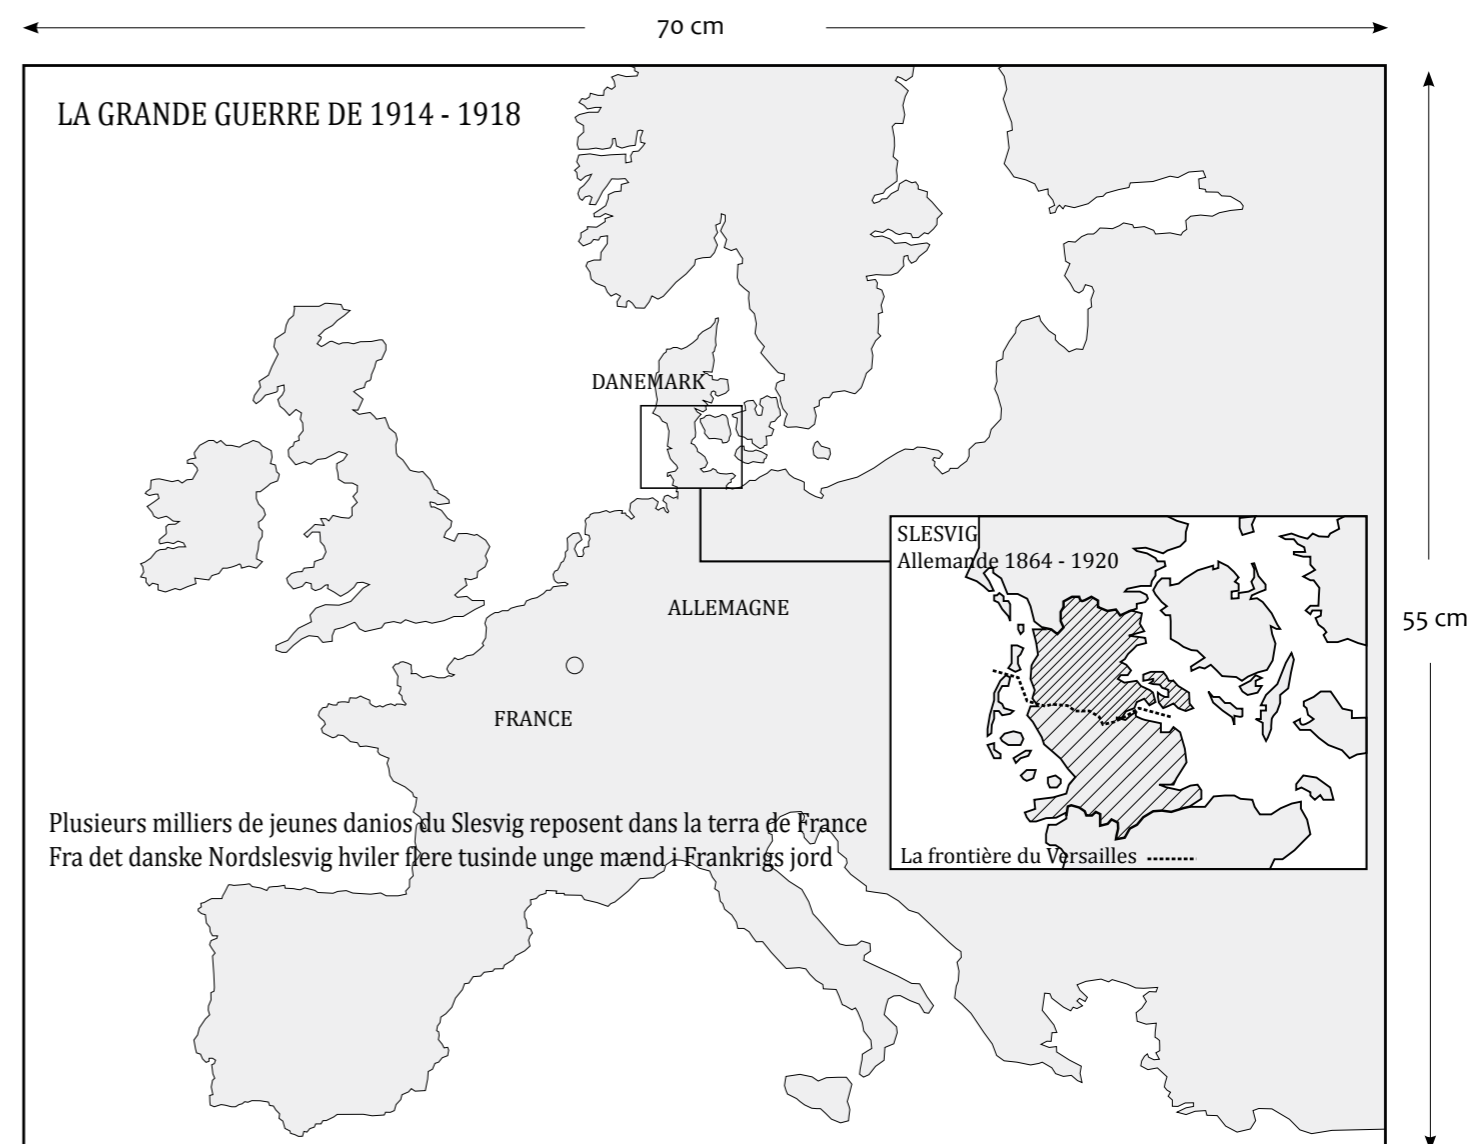 70 cm
LA GRANDE GUERRE DE 1914 - 1918
DANEMARK
SLESVIG
Allemande 1864 - 1920
ALLEMAGNE
55 cm
FRANCE
Plusieurs milliers de jeunes danios du Slesvig reposent dans la terra de France
Fra det danske Nordslesvig hviler flere tusinde unge mænd i Frankrigs jord
La frontière du Versailles